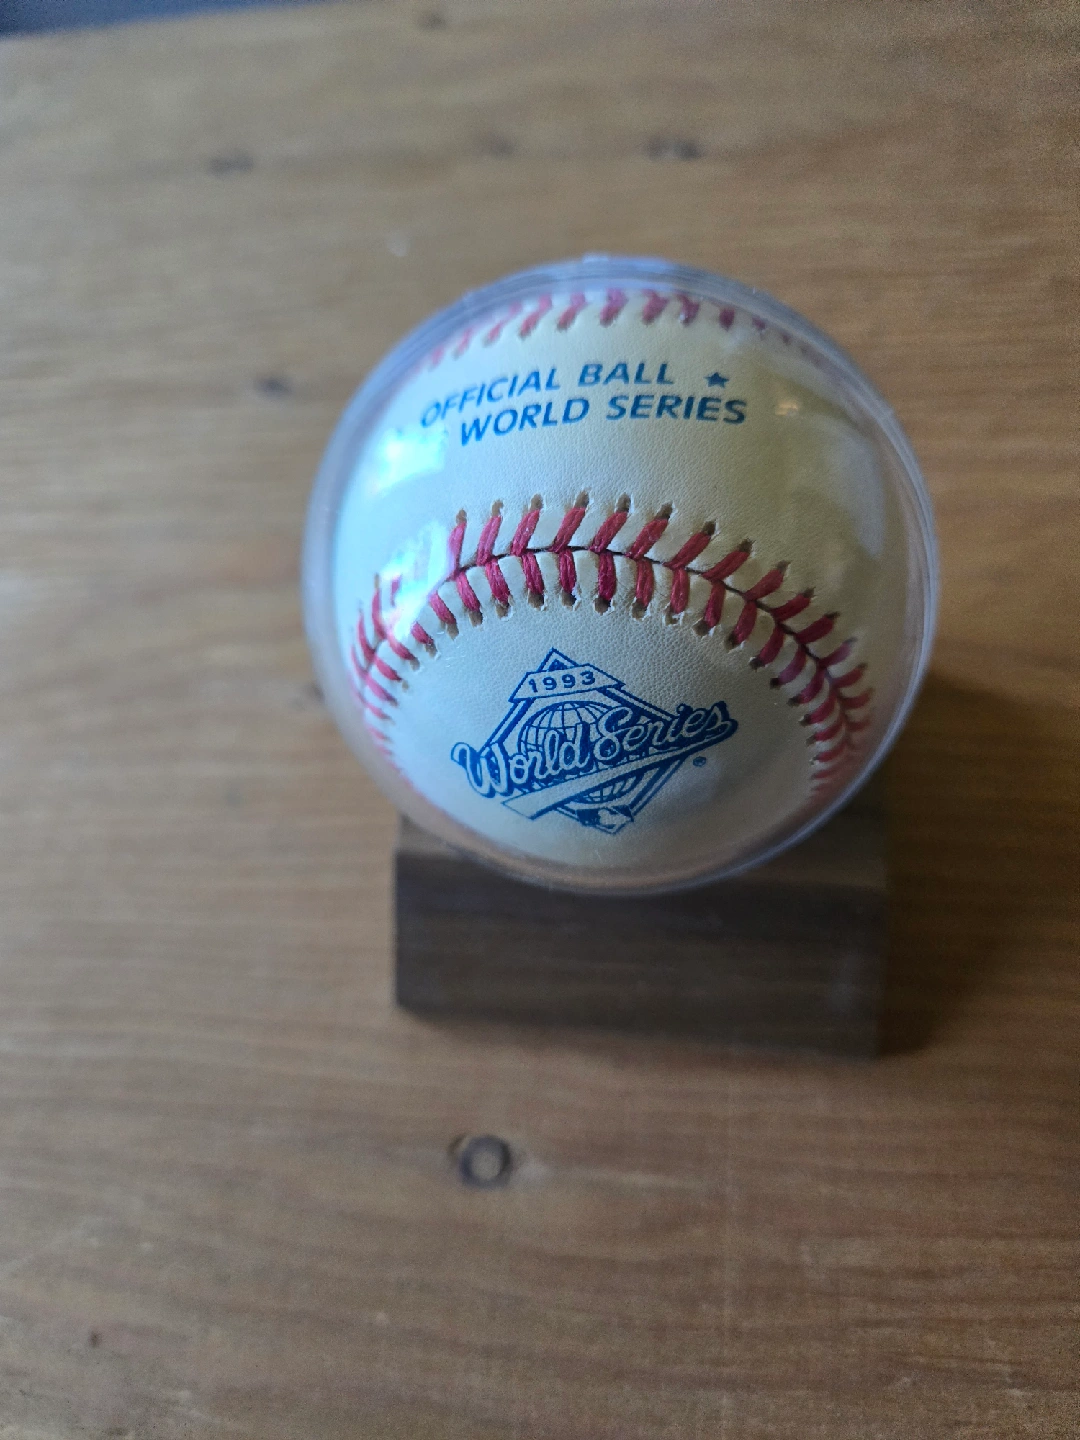 OFFICIAL BALL ★
WORLD SERIES
1993
World Series
®